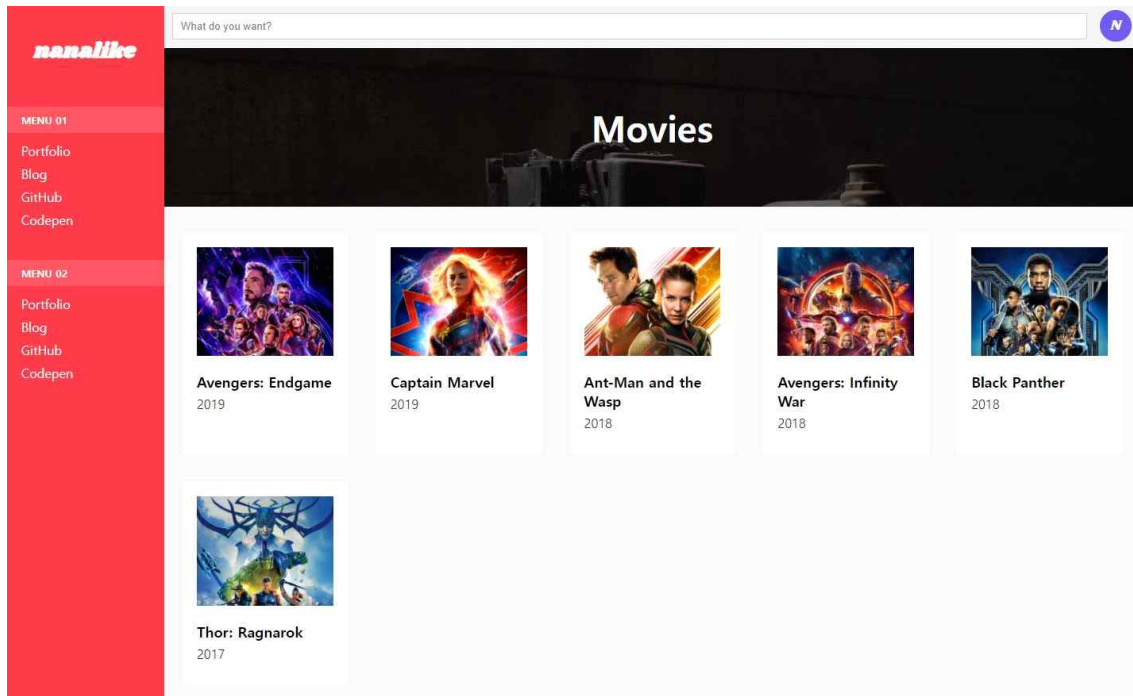 nanalike
What do you want?
N
MENU 01
Portfolio
Blog
GitHub
Codepen
MENU 02
Portfolio
Blog
GitHub
Codepen
Movies
Avengers: Endgame
2019
Captain Marvel
2019
Ant-Man and the
Wasp
2018
Avengers: Infinity
War
2018
Black Panther
2018
Thor: Ragnarok
2017